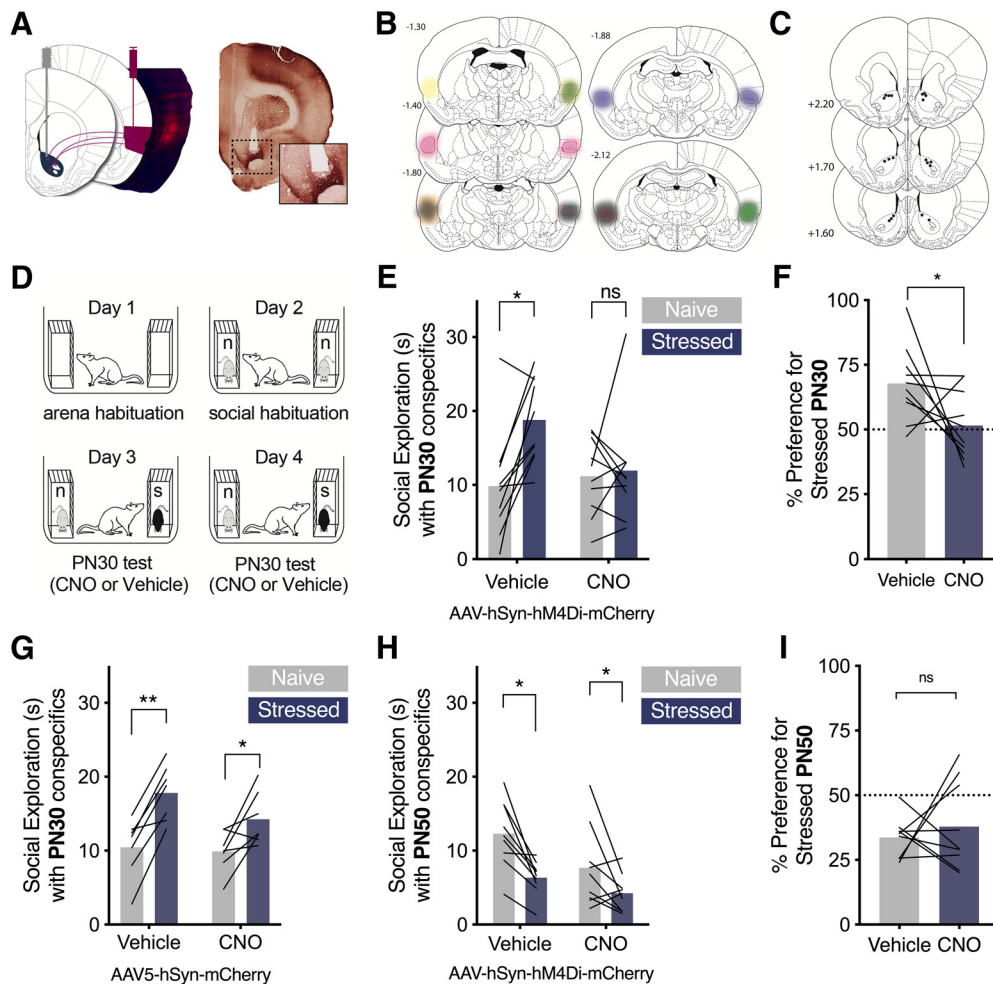 A
B
-1.30
-1.40
-1.80
-1.88
-2.12
C
+2.20
+1.70
+1.60
D
Day 1
arena habituation
Day 2
n
n
social habituation
Day 3
n
s
PN30 test
(CNO or Vehicle)
Day 4
n
s
PN30 test
(CNO or Vehicle)
E
Social Exploration (s)
with PN30 conspecifics
30
20
10
0
*
ns
Naive
Stressed
Vehicle
CNO
AAV-hSyn-hM4Di-mCherry
F
% Preference for
Stressed PN30
100
75
50
25
0
*
Vehicle
CNO
G
Social Exploration (s)
with PN30 conspecifics
30
20
10
0
**
*
Naive
Stressed
Vehicle
CNO
AAV5-hSyn-mCherry
H
Social Exploration (s)
with PN50 conspecifics
30
20
10
0
*
*
Naive
Stressed
Vehicle
CNO
AAV-hSyn-hM4Di-mCherry
I
% Preference for
Stressed PN50
100
75
50
25
0
ns
Vehicle
CNO